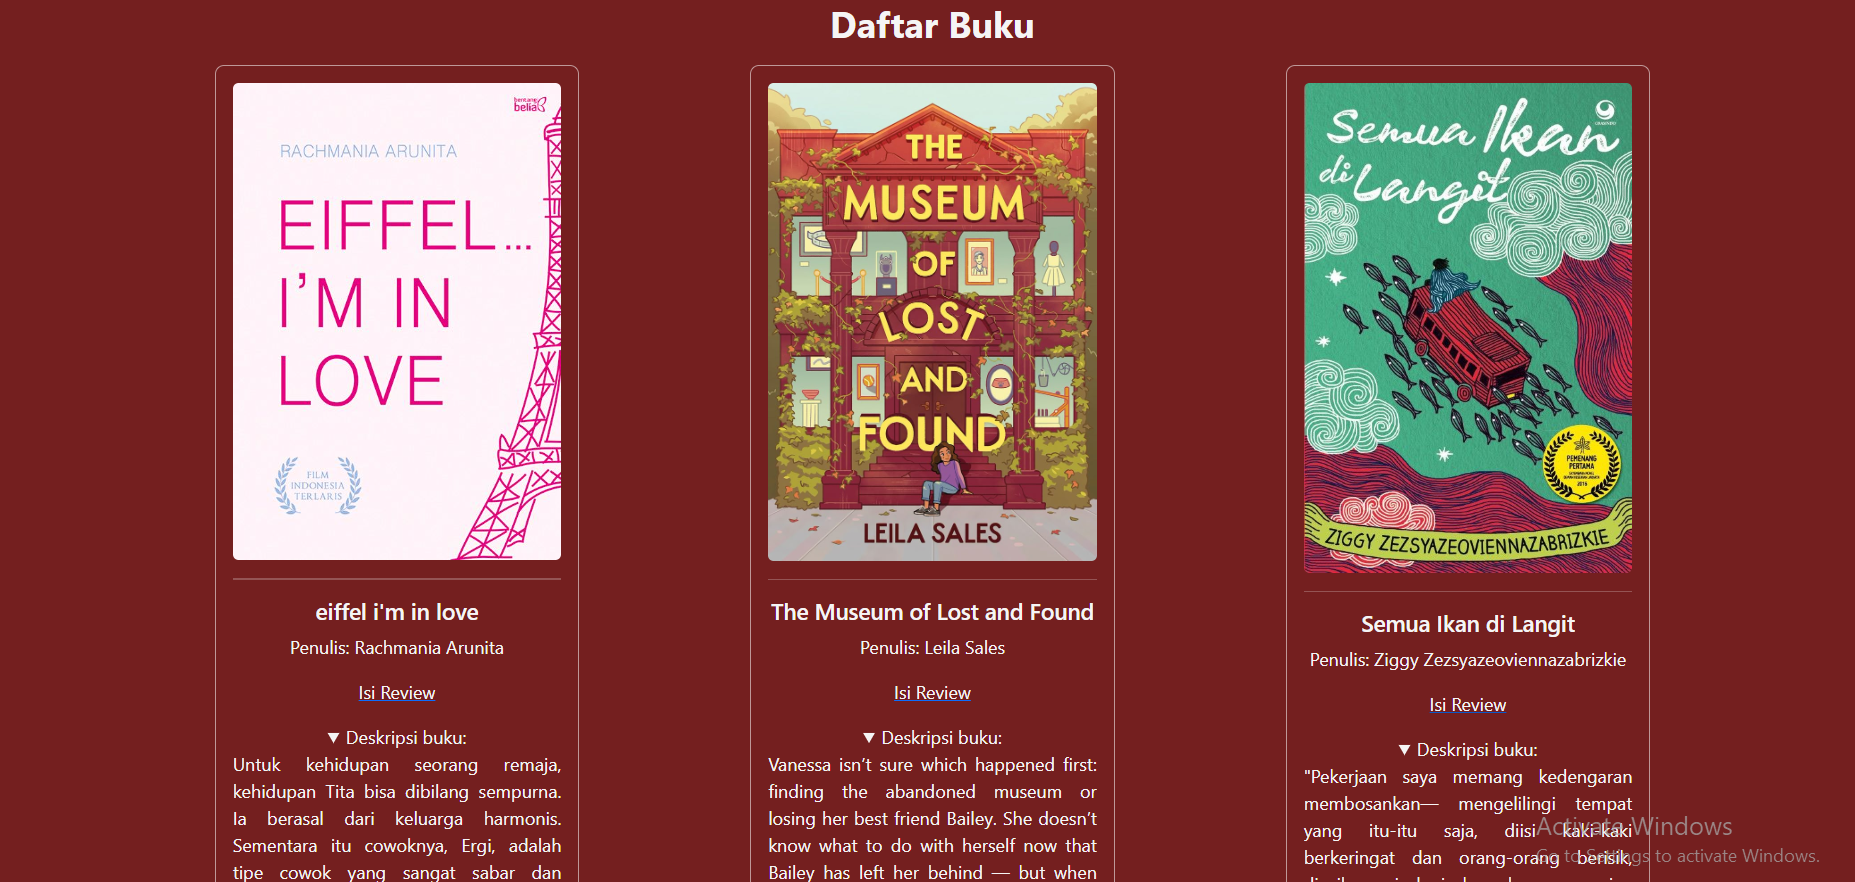 Daftar Buku
bentang
belia
RACHMANIA ARUNITA
EIFFEL...
I'M IN
LOVE
FILM
INDONESIA
TERLARIS
eiffel i'm in love
Penulis: Rachmania Arunita
Isi Review
▼ Deskripsi buku:
Untuk kehidupan seorang remaja,
kehidupan Tita bisa dibilang sempurna.
Ia berasal dari keluarga harmonis.
Sementara itu cowoknya, Ergi, adalah
tipe cowok yang sangat sabar dan
THE
MUSEUM
OF
LOST
AND
FOUND
LEILA SALES
The Museum of Lost and Found
Penulis: Leila Sales
Isi Review
▼ Deskripsi buku:
Vanessa isn’t sure which happened first:
finding the abandoned museum or
losing her best friend Bailey. She doesn’t
know what to do with herself now that
Bailey has left her behind — but when
Semua Ikan
di Langit
PEMENANG
PERTAMA
2016
ZIGGY ZEZSYAZEOVIENNAZABRIZKIE
Semua Ikan di Langit
Penulis: Ziggy Zezsyazeoviennazabrizkie
Isi Review
▼ Deskripsi buku:
"Pekerjaan saya memang kedengaran
membosankan— mengelilingi tempat
yang itu-itu saja, diisi kaki-kaki
berkeringat dan orang-orang berisik,
Activate Windows
Go to Settings to activate Windows.